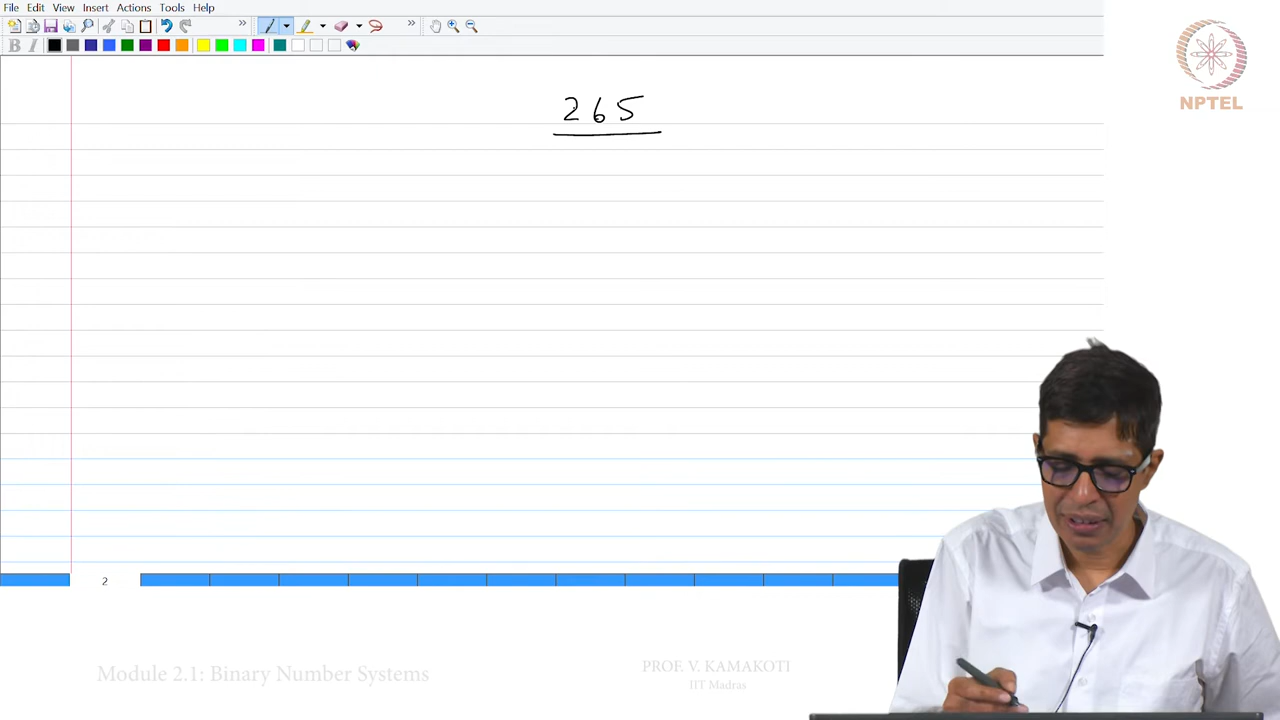 File Edit View Insert Actions Tools Help
NPTEL
B I
265
2
Module 2.1: Binary Number Systems
PROF. V. KAMAKOTI
IIT Madras